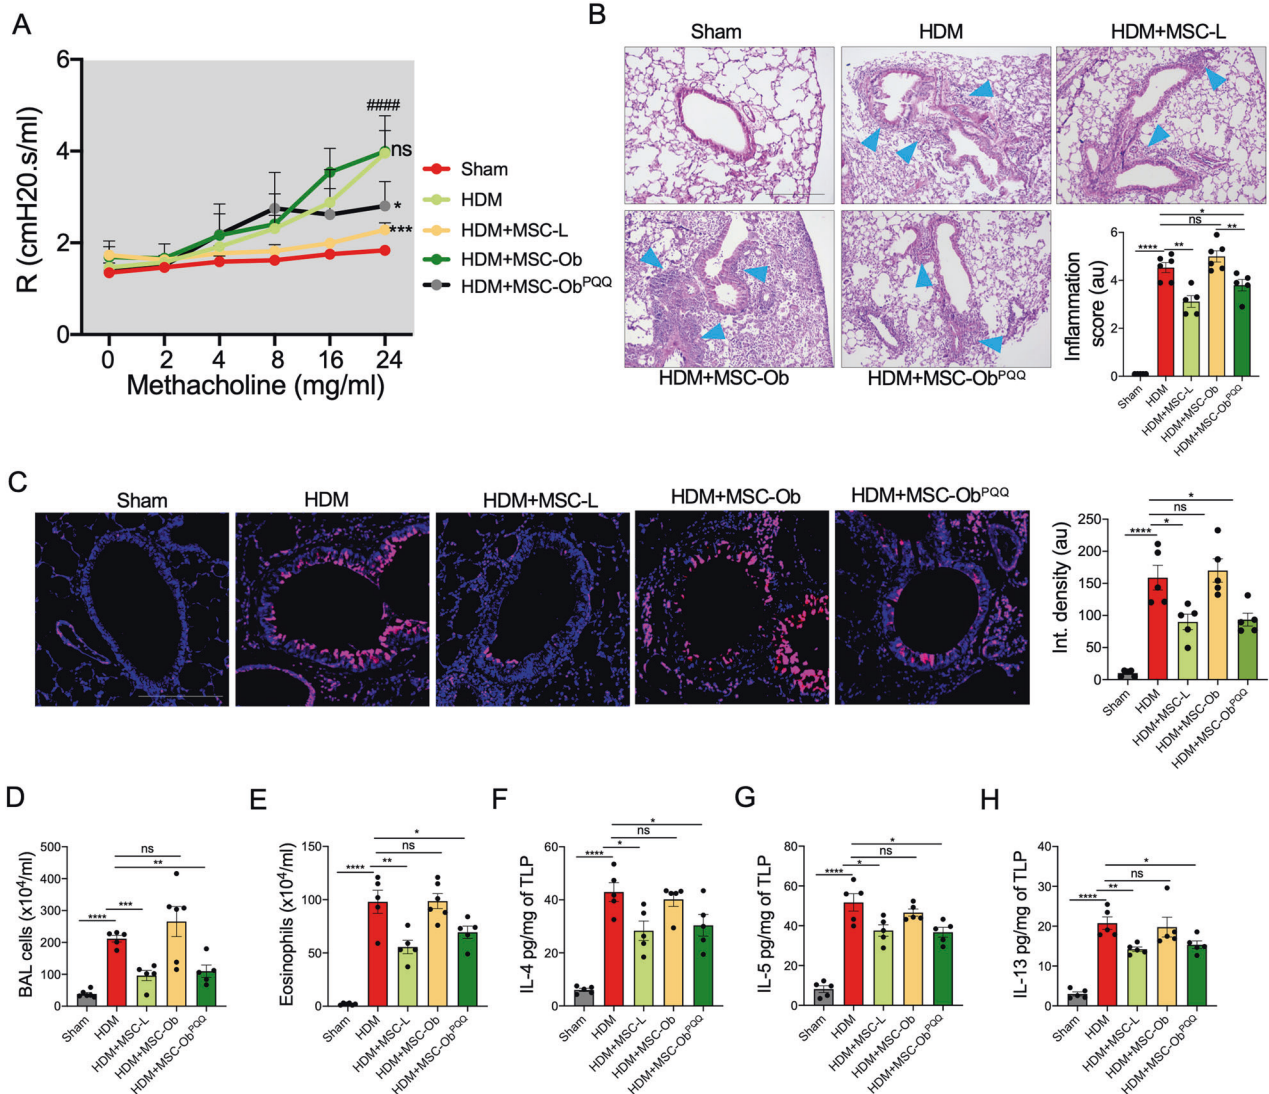 A
6
4
2
0
R (cmH20.s/ml)
####
ns
*
***
0 2 4 8 16 24
Methacholine (mg/ml)
Sham
HDM
HDM+MSC-L
HDM+MSC-Ob
HDM+MSC-ObPQQ
B
Sham HDM HDM+MSC-L
HDM+MSC-Ob HDM+MSC-ObPQQ
Inflammation
score (au)
6
4
2
0
*
ns
**** ** **
Sham
HDM
HDM+MSC-L
HDM+MSC-Ob
HDM+MSC-ObPQQ
C
Sham HDM HDM+MSC-L HDM+MSC-Ob HDM+MSC-ObPQQ
Int. density (au)
250
200
150
100
50
0
*
ns
**** *
Sham
HDM
HDM+MSC-L
HDM+MSC-Ob
HDM+MSC-ObPQQ
D
BAL cells (x10⁴/ml)
500
400
300
200
100
0
ns
**
***
****
Sham
HDM
HDM+MSC-L
HDM+MSC-Ob
HDM+MSC-ObPQQ
E
Eosinophils (x10⁴/ml)
150
100
50
0
*
ns
**** **
Sham
HDM
HDM+MSC-L
HDM+MSC-Ob
HDM+MSC-ObPQQ
F
IL-4 pg/mg of TLP
60
40
20
0
*
ns
*
****
Sham
HDM
HDM+MSC-L
HDM+MSC-Ob
HDM+MSC-ObPQQ
G
IL-5 pg/mg of TLP
80
60
40
20
0
*
ns
*
****
Sham
HDM
HDM+MSC-L
HDM+MSC-Ob
HDM+MSC-ObPQQ
H
IL-13 pg/mg of TLP
40
30
20
10
0
*
ns
**
****
Sham
HDM
HDM+MSC-L
HDM+MSC-Ob
HDM+MSC-ObPQQ